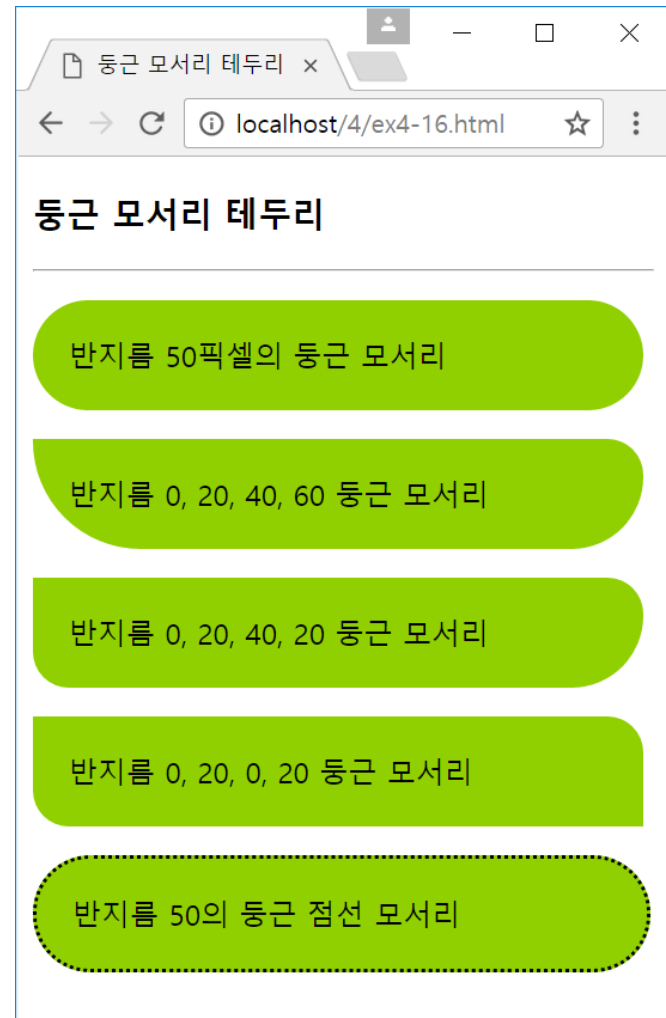 둥근 모서리 테두리
localhost/4/ex4-16.html
둥근 모서리 테두리
반지름 50픽셀의 둥근 모서리
반지름 0, 20, 40, 60 둥근 모서리
반지름 0, 20, 40, 20 둥근 모서리
반지름 0, 20, 0, 20 둥근 모서리
반지름 50의 둥근 점선 모서리